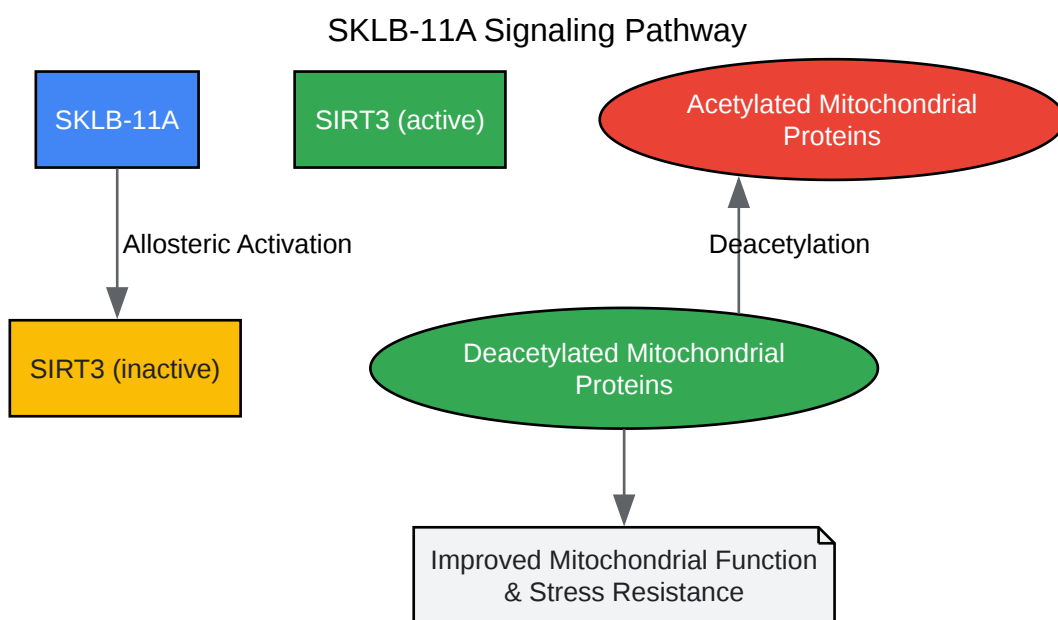 SKLB-11A Signaling Pathway
SKLB-11A
SIRT3 (active)
Acetylated Mitochondrial
Proteins
Allosteric Activation
Deacetylation
SIRT3 (inactive)
Deacetylated Mitochondrial
Proteins
Improved Mitochondrial Function
& Stress Resistance